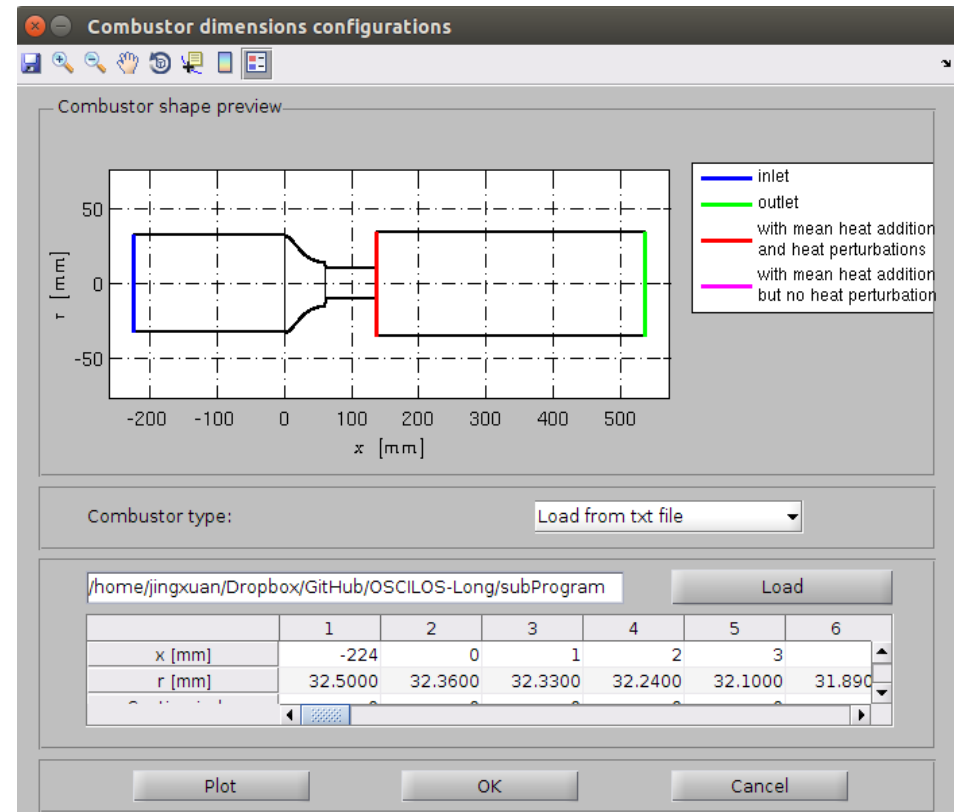 Combustor dimensions configurations
Combustor shape preview
50
0
-50
r [mm]
-200 -100 0 100 200 300 400 500
x [mm]
inlet
outlet
with mean heat addition
and heat perturbations
with mean heat addition
but no heat perturbation
Combustor type:
Load from txt file
/home/jingxuan/Dropbox/GitHub/OSCILOS-Long/subProgram
Load
1 2 3 4 5 6
x [mm] -224 0 1 2 3
r [mm] 32.5000 32.3600 32.3300 32.2400 32.1000 31.890
Plot
OK
Cancel